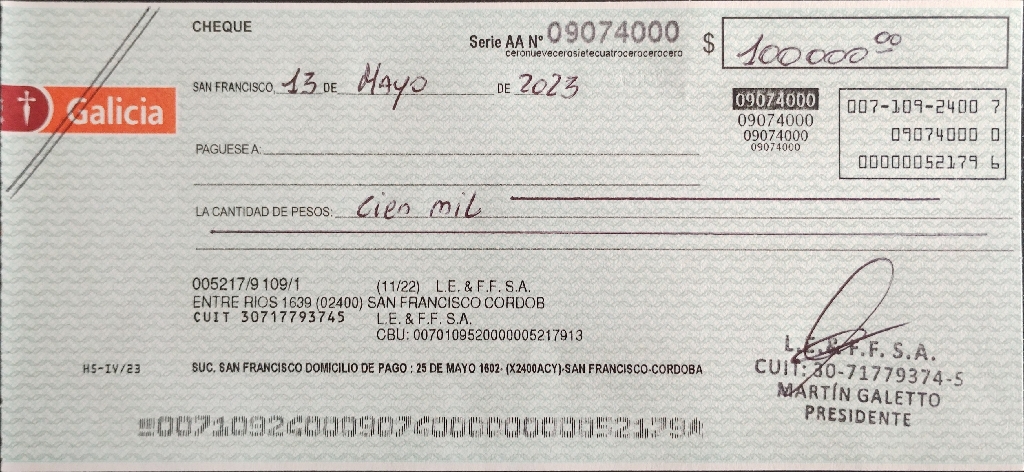 CHEQUE
Serie AA N° 09074000
ceronuevecerosietecuatrocerocerocero
$ 100000 00
SAN FRANCISCO, 13 DE Mayo DE 2023
Galicia
09074000
09074000
09074000
09074000
007-109-2400 7
09074000 0
00000052179 6
PAGUESE A:
LA CANTIDAD DE PESOS: Cien mil
005217/9 109/1 (11/22) L.E. & F.F. S.A.
ENTRE RIOS 1639 (02400) SAN FRANCISCO CORDOB
CUIT 30717793745 L.E. & F.F. S.A.
CBU: 0070109520000005217913
HS-IV/23
SUC. SAN FRANCISCO DOMICILIO DE PAGO : 25 DE MAYO 1602- (X2400ACY)-SAN FRANCISCO-CORDOBA
L.E. & F.F. S.A.
CUIT: 30-71779374-5
MARTÍN GALETTO
PRESIDENTE